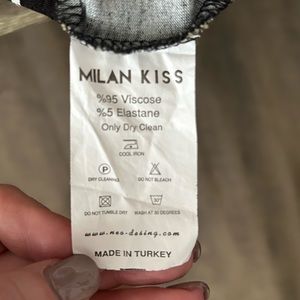 MILAN KISS
%95 Viscose
%5 Elastane
Only Dry Clean
COOL IRON
P
DRY CLEANING
DO NOT BLEACH
30°
DO NOT TUMBLE DRY
WASH AT 30 DEGREES
www.neo-desing.com
MADE IN TURKEY